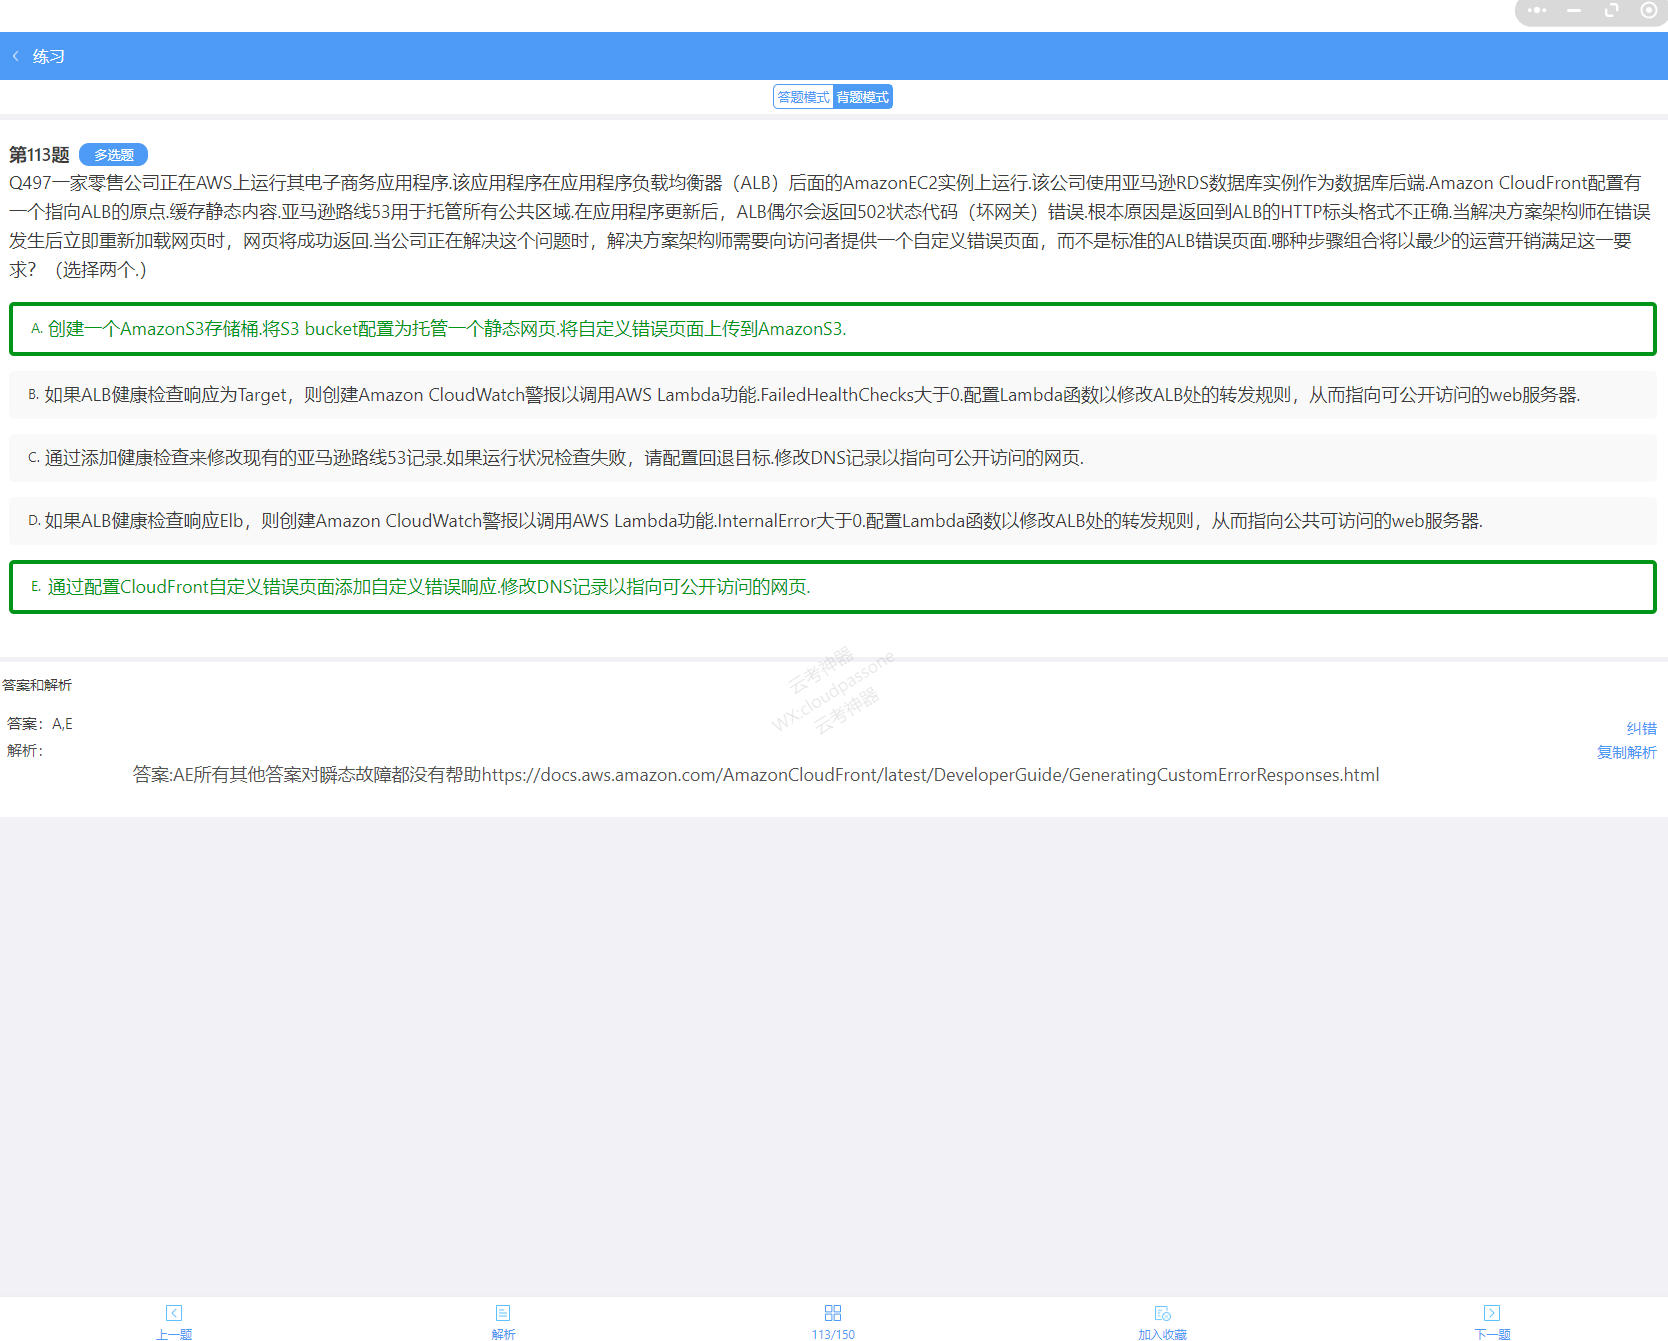 练习
答题模式 背题模式
第113题 多选题
Q497一家零售公司正在AWS上运行其电子商务应用程序.该应用程序在应用程序负载均衡器（ALB）后面的AmazonEC2实例上运行.该公司使用亚马逊RDS数据库实例作为数据库后端.Amazon CloudFront配置有
一个指向ALB的原点.缓存静态内容.亚马逊路线53用于托管所有公共区域.在应用程序更新后，ALB偶尔会返回502状态代码（坏网关）错误.根本原因是返回到ALB的HTTP标头格式不正确.当解决方案架构师在错误
发生后立即重新加载网页时，网页将成功返回.当公司正在解决这个问题时，解决方案架构师需要向访问者提供一个自定义错误页面，而不是标准的ALB错误页面.哪种步骤组合将以最少的运营开销满足这一要
求？（选择两个.）
A. 创建一个AmazonS3存储桶.将S3 bucket配置为托管一个静态网页.将自定义错误页面上传到AmazonS3.
B. 如果ALB健康检查响应为Target，则创建Amazon CloudWatch警报以调用AWS Lambda功能.FailedHealthChecks大于0.配置Lambda函数以修改ALB处的转发规则，从而指向可公开访问的web服务器.
C. 通过添加健康检查来修改现有的亚马逊路线53记录.如果运行状况检查失败，请配置回退目标.修改DNS记录以指向可公开访问的网页.
D. 如果ALB健康检查响应Elb，则创建Amazon CloudWatch警报以调用AWS Lambda功能.InternalError大于0.配置Lambda函数以修改ALB处的转发规则，从而指向公共可访问的web服务器.
E. 通过配置CloudFront自定义错误页面添加自定义错误响应.修改DNS记录以指向可公开访问的网页.
云考神器
WX:cloudpassone
云考神器
答案和解析
答案：A,E
纠错
解析：
复制解析
答案:AE所有其他答案对瞬态故障都没有帮助https://docs.aws.amazon.com/AmazonCloudFront/latest/DeveloperGuide/GeneratingCustomErrorResponses.html
上一题 解析 113/150 加入收藏 下一题